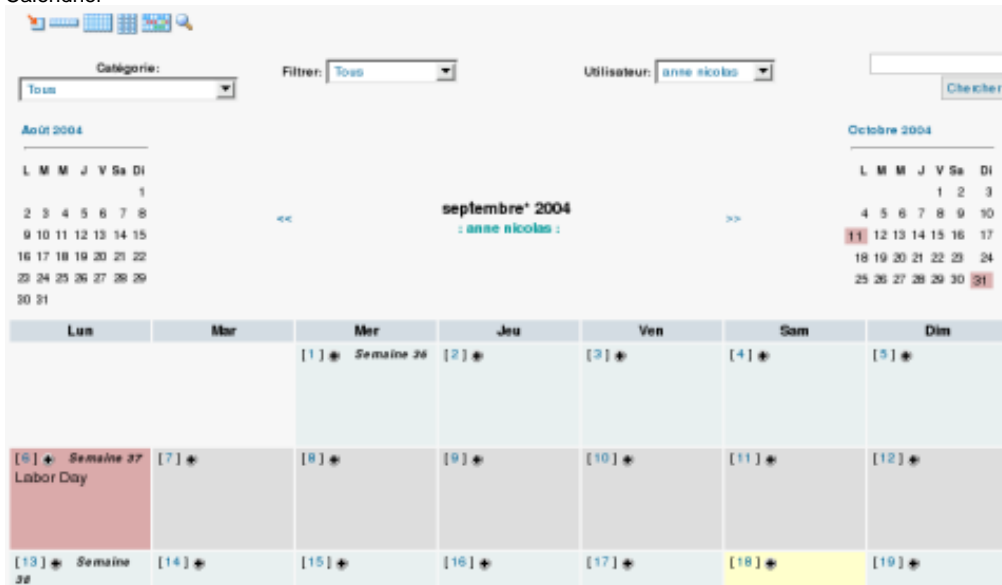 Calendrier
Catégorie: Filtrer: Tous Utilisateur: anne nicolas
Tous Chercher
Août 2004 Octobre 2004
L M M J V Sa Di L M M J V Sa Di
1 1 2 3
2 3 4 5 6 7 8 << septembre* 2004 >> 4 5 6 7 8 9 10
9 10 11 12 13 14 15 : anne nicolas : 11 12 13 14 15 16 17
16 17 18 19 20 21 22 18 19 20 21 22 23 24
23 24 25 26 27 28 29 25 26 27 28 29 30 31
30 31
Lun Mar Mer Jeu Ven Sam Dim
[1] Semaine 36 [2] [3] [4] [5]
[6] Semaine 37 [7] [8] [9] [10] [11] [12]
Labor Day
[13] Semaine [14] [15] [16] [17] [18] [19]
38